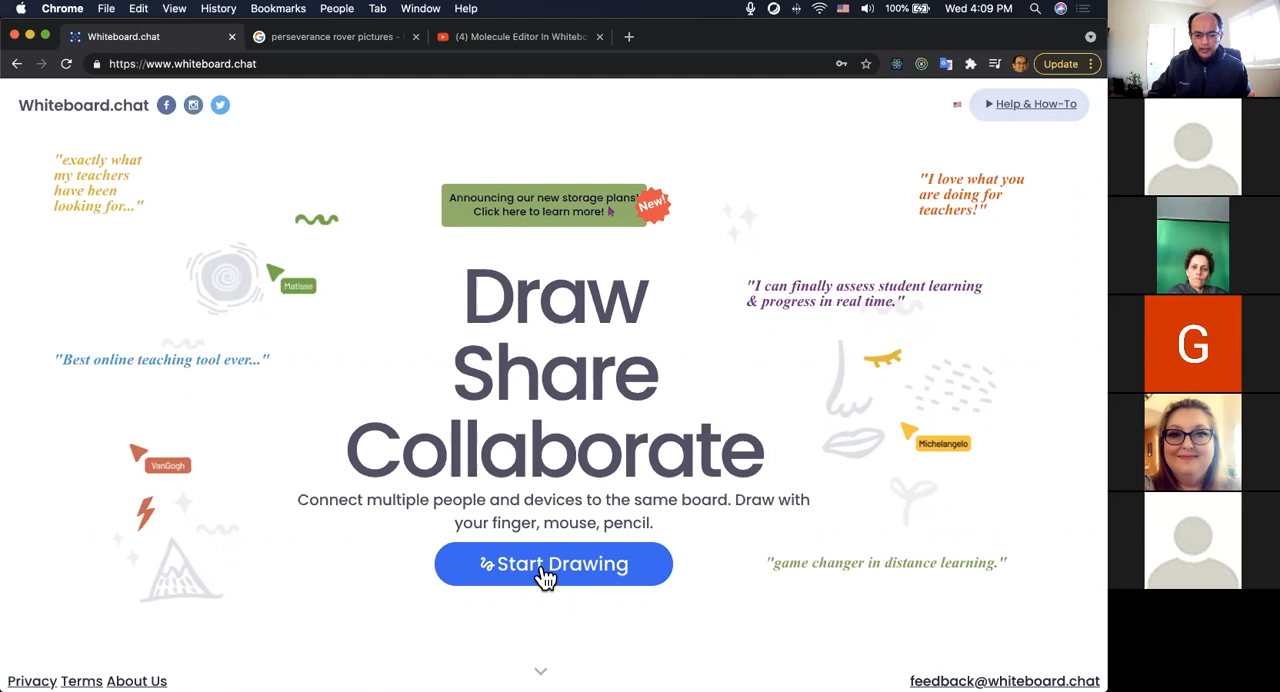 Chrome File Edit View History Bookmarks People Tab Window Help 100% Wed 4:09 PM
Whiteboard.chat perseverance rover pictures - (4) Molecule Editor In Whitebo
https://www.whiteboard.chat Update
Whiteboard.chat Help & How-To
"exactly what
my teachers
have been
looking for..."
Announcing our new storage plans!
Click here to learn more!
New!
"I love what you
are doing for
teachers!"
Matisse
"I can finally assess student learning
& progress in real time."
Draw
Share
Collaborate
"Best online teaching tool ever..."
G
Michelangelo
VanGogh
Connect multiple people and devices to the same board. Draw with
your finger, mouse, pencil.
Start Drawing
"game changer in distance learning."
Privacy Terms About Us feedback@whiteboard.chat